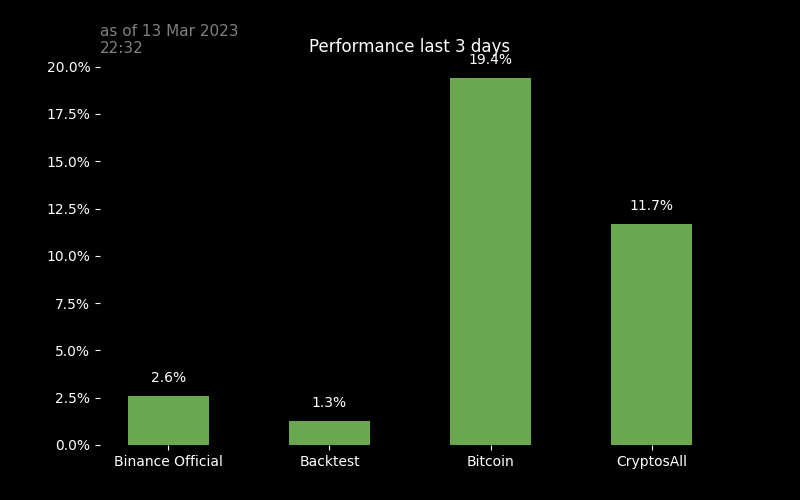 as of 13 Mar 2023
22:32
Performance last 3 days
20.0%
17.5%
15.0%
12.5%
10.0%
7.5%
5.0%
2.5%
0.0%
2.6%
1.3%
19.4%
11.7%
Binance Official
Backtest
Bitcoin
CryptosAll